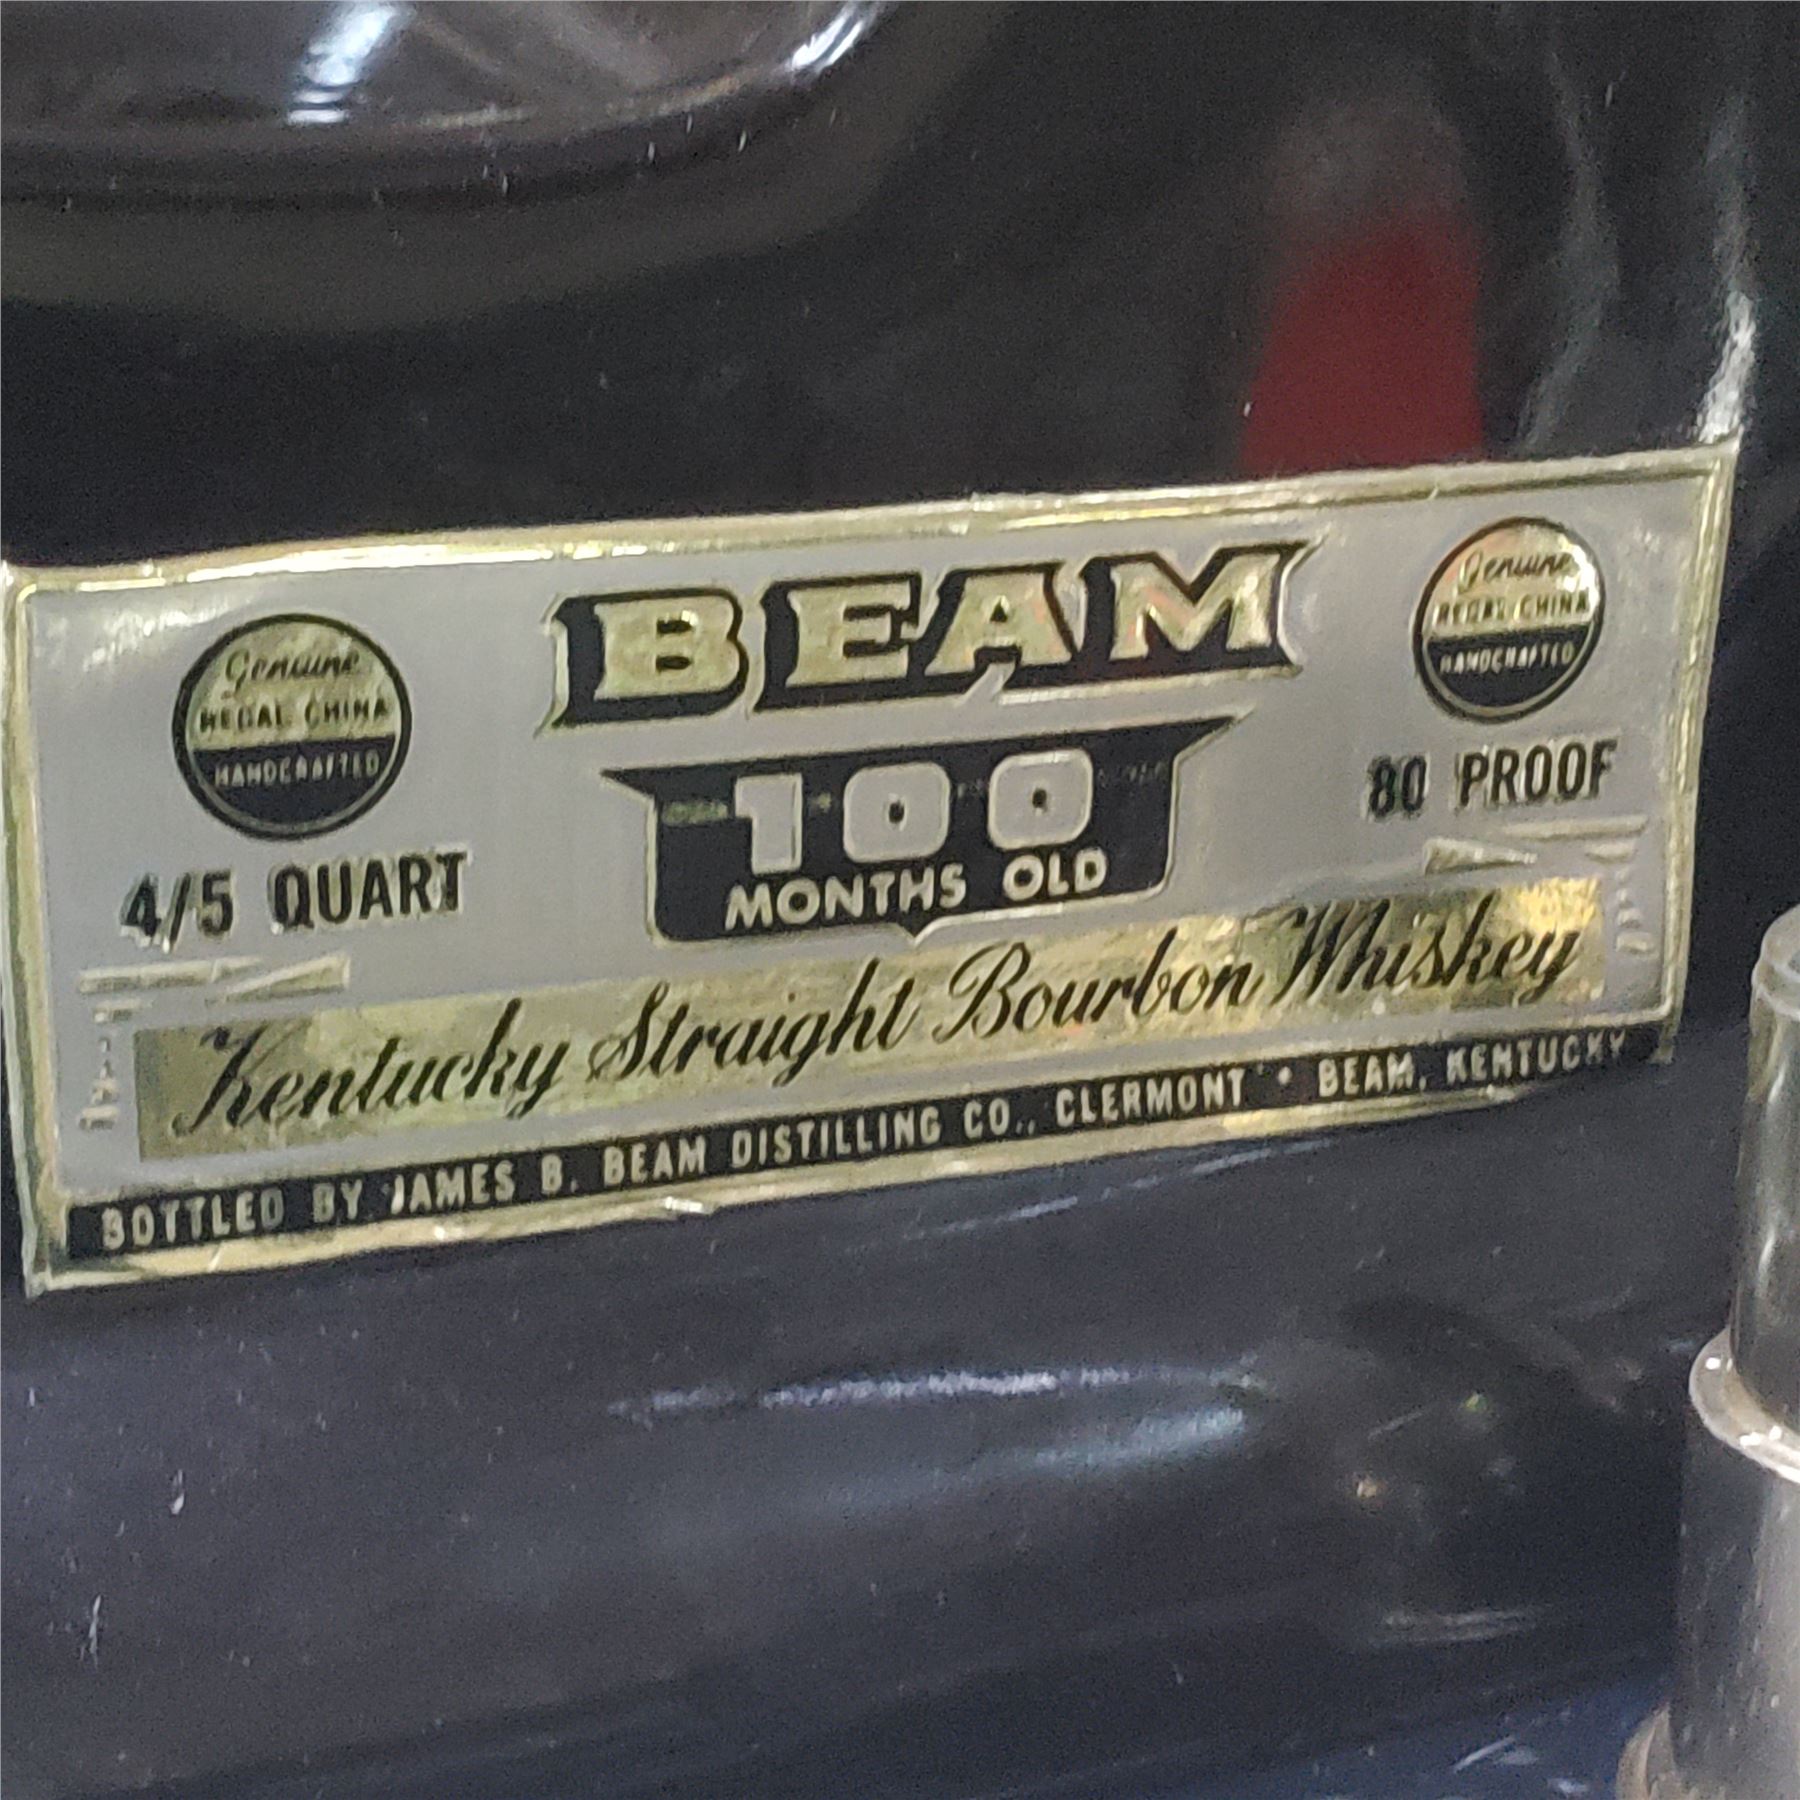 BEAM
Genuine
REGAL CHINA
HANDCRAFTED
Genuine
REGAL CHINA
HANDCRAFTED
100
MONTHS OLD
4/5 QUART
80 PROOF
Kentucky Straight Bourbon Whiskey
BOTTLED BY JAMES B. BEAM DISTILLING CO., CLERMONT • BEAM, KENTUCKY